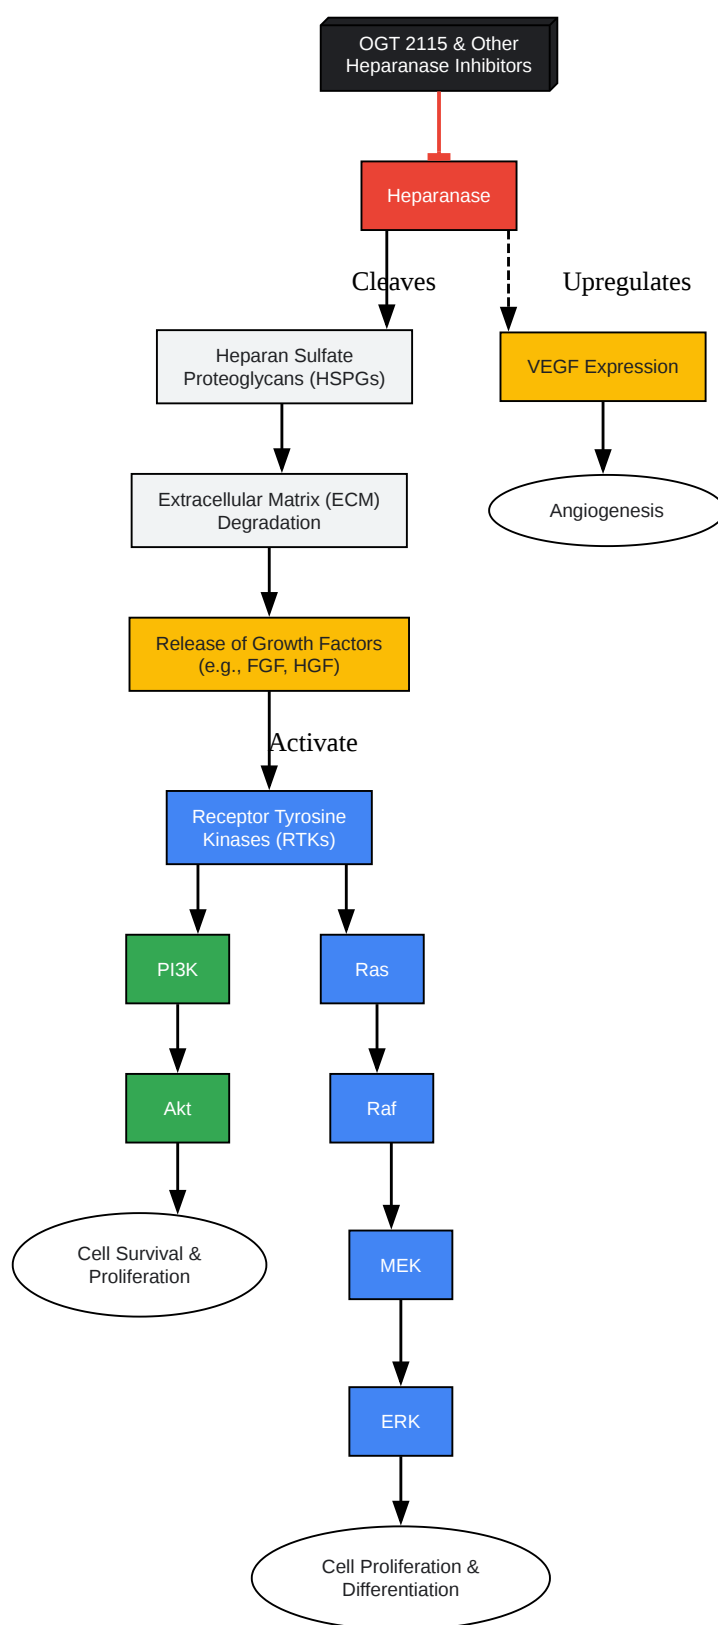 OGT 2115 & Other
Heparanase Inhibitors
Heparanase
Cleaves
Upregulates
Heparan Sulfate
Proteoglycans (HSPGs)
VEGF Expression
Extracellular Matrix (ECM)
Degradation
Angiogenesis
Release of Growth Factors
(e.g., FGF, HGF)
Activate
Receptor Tyrosine
Kinases (RTKs)
PI3K
Ras
Akt
Raf
Cell Survival &
Proliferation
MEK
ERK
Cell Proliferation &
Differentiation